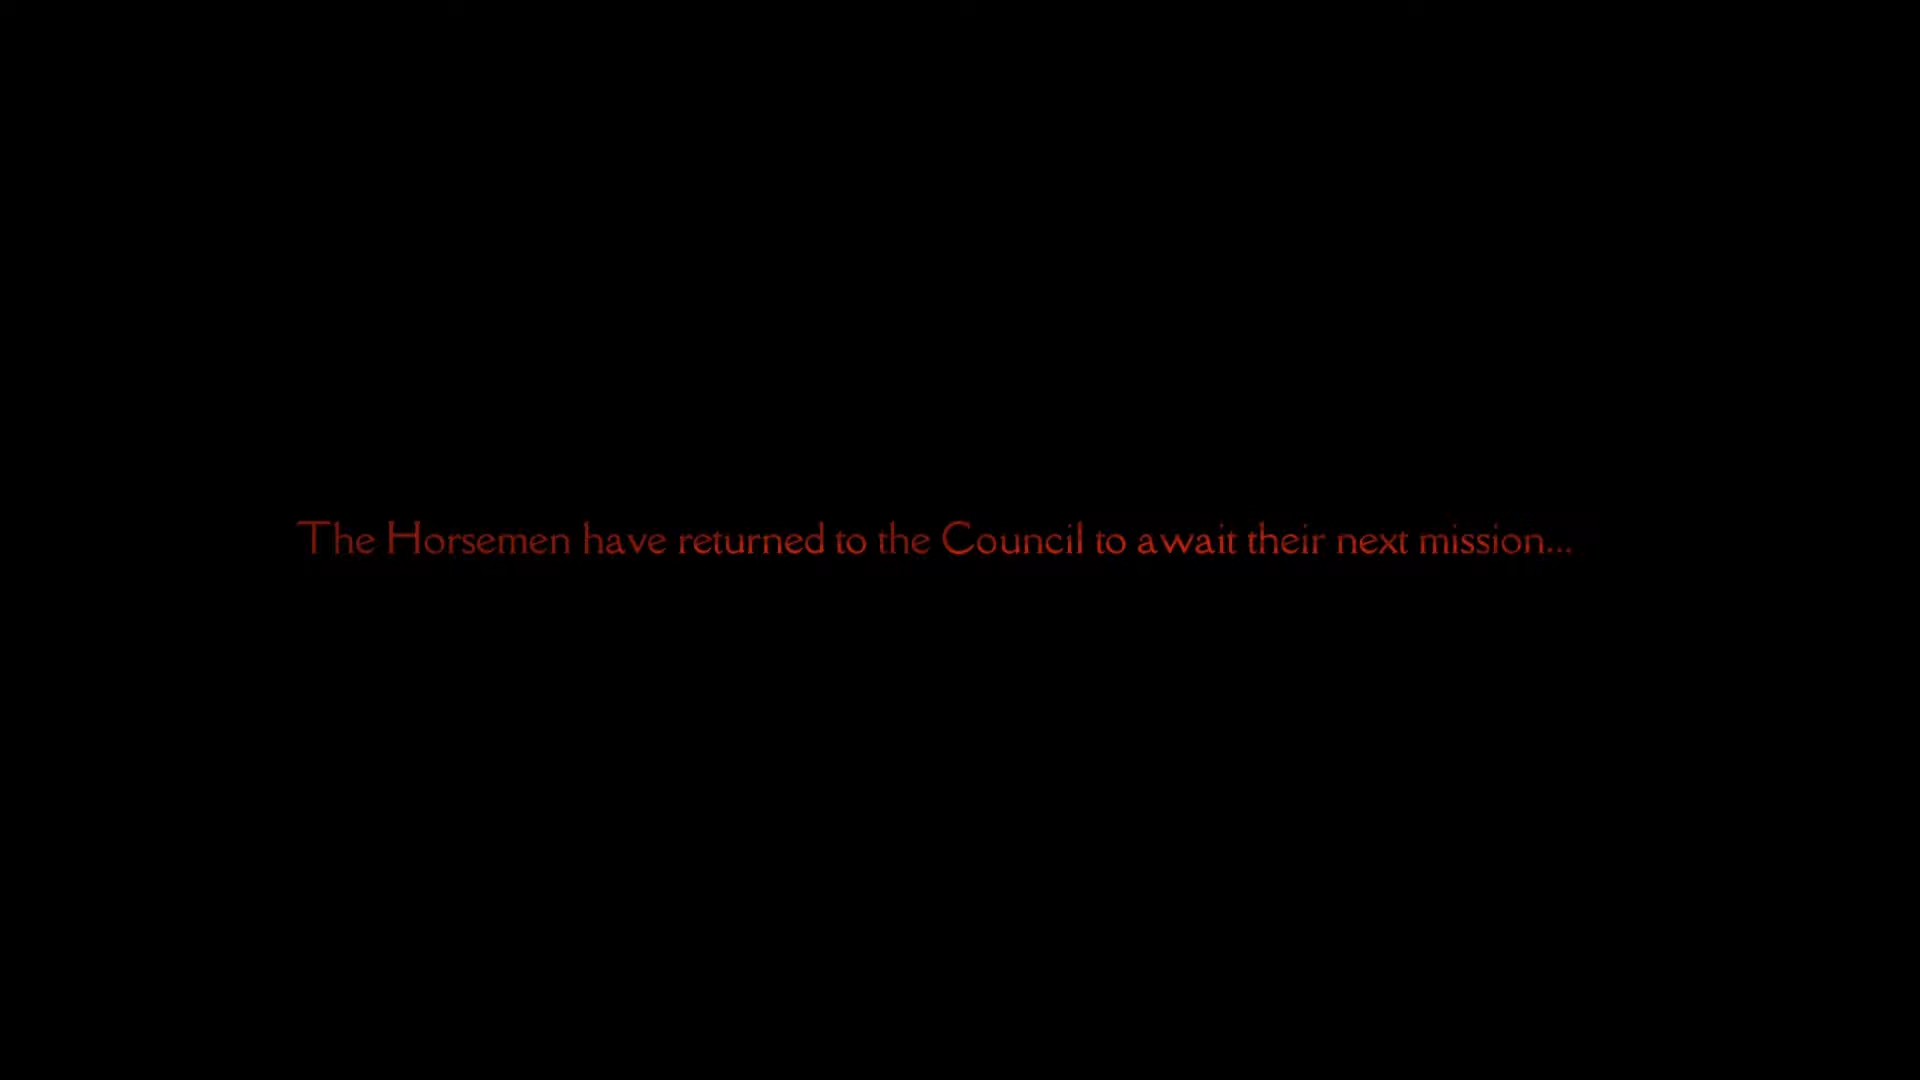 The Horsemen have returned to the Council to await their next mission...